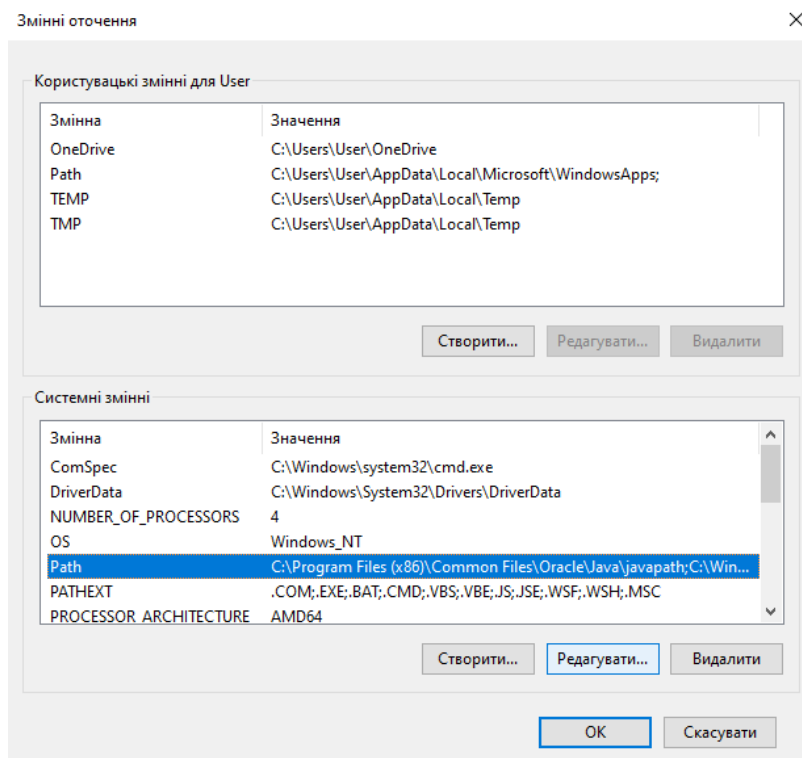 Змінні оточення
Користувацькі змінні для User
Змінна Значення
OneDrive C:\Users\User\OneDrive
Path C:\Users\User\AppData\Local\Microsoft\WindowsApps;
TEMP C:\Users\User\AppData\Local\Temp
TMP C:\Users\User\AppData\Local\Temp
Створити... Редагувати... Видалити
Системні змінні
Змінна Значення
ComSpec C:\Windows\system32\cmd.exe
DriverData C:\Windows\System32\Drivers\DriverData
NUMBER_OF_PROCESSORS 4
OS Windows_NT
Path C:\Program Files (x86)\Common Files\Oracle\Java\javapath;C:\Win...
PATHEXT .COM;.EXE;.BAT;.CMD;.VBS;.VBE;.JS;.JSE;.WSF;.WSH;.MSC
PROCESSOR_ARCHITECTURE AMD64
Створити... Редагувати... Видалити
ОК Скасувати